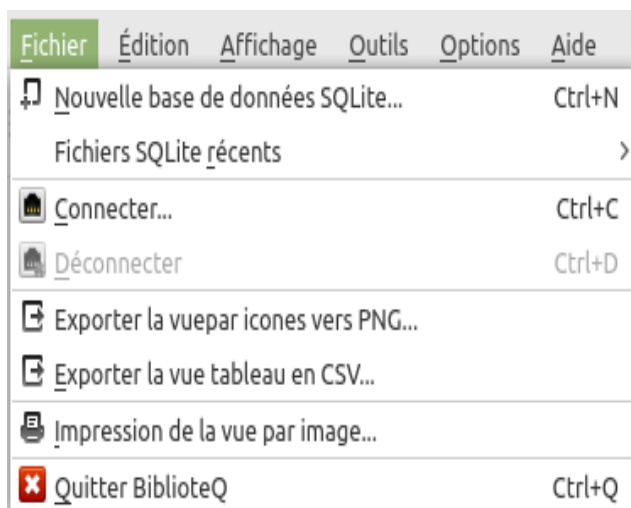 Fichier Édition Affichage Outils Options Aide
Nouvelle base de données SQLite... Ctrl+N
Fichiers SQLite récents
Connecter... Ctrl+C
Déconnecter Ctrl+D
Exporter la vuepar icones vers PNG...
Exporter la vue tableau en CSV...
Impression de la vue par image...
Quitter BiblioteQ Ctrl+Q